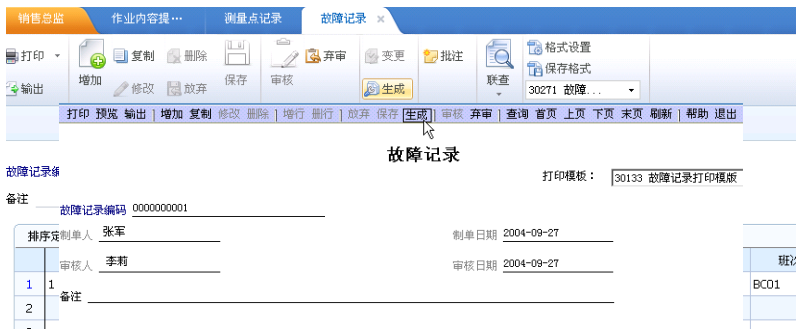 销售总监 作业内容提… 测量点记录 故障记录 ×
打印 复制 删除 弃审 变更 批注 格式设置
增加 保存 审核 联查 保存格式
输出 修改 放弃 生成 30271 故障...
打印 预览 输出 | 增加 复制 修改 删除 | 增行 删行 | 放弃 保存 生成 | 审核 弃审 | 查询 首页 上页 下页 末页 刷新 | 帮助 退出
故障记录
故障记录编 打印模板： 30133 故障记录打印模版
备注
故障记录编码 0000000001
排序定 制单人 张军 制单日期 2004-09-27
审核人 李莉 审核日期 2004-09-27 班次
1 1 BC01
备注
2